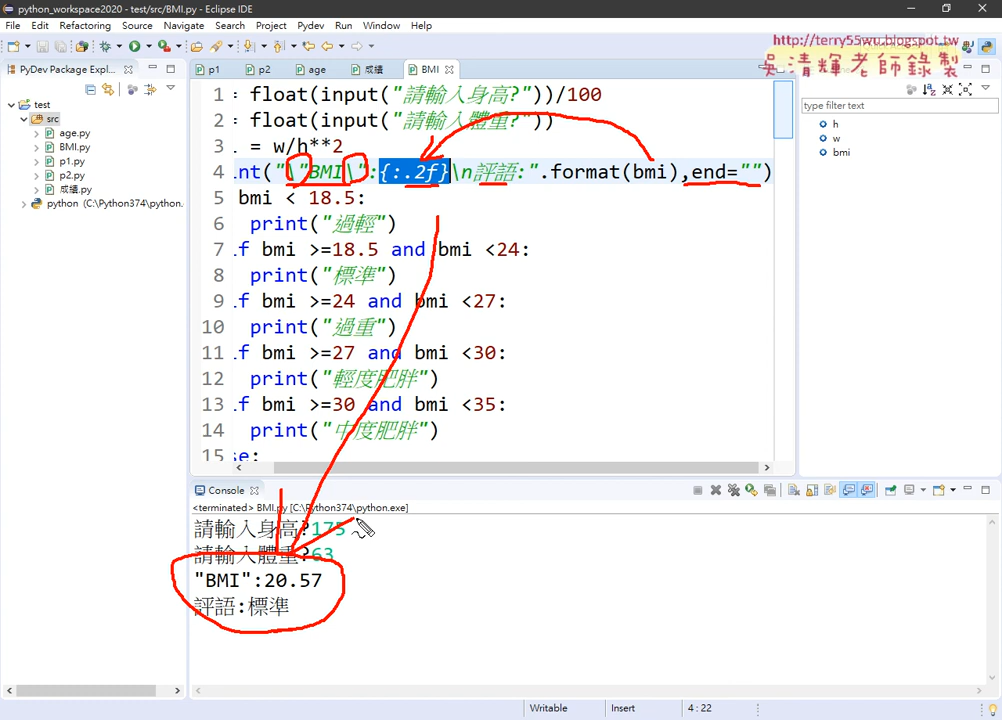 python_workspace2020 - test/src/BMI.py - Eclipse IDE
File Edit Refactoring Source Navigate Search Project Pydev Run Window Help
http://terry55wu.blogspot.tw
吳清輝老師錄製
PyDev Package Expl...
p1 p2 age 成績 BMI
type filter text
test
src
age.py
BMI.py
p1.py
p2.py
成績.py
python (C:\Python374\python.
1 : float(input("請輸入身高?"))/100
2 : float(input("請輸入體重?"))
3 . = w/h**2
4 int("\"BMI\":{:.2f}\n評語:".format(bmi),end="")
5 bmi < 18.5:
6 print("過輕")
7 if bmi >=18.5 and bmi <24:
8 print("標準")
9 if bmi >=24 and bmi <27:
10 print("過重")
11 if bmi >=27 and bmi <30:
12 print("輕度肥胖")
13 if bmi >=30 and bmi <35:
14 print("中度肥胖")
15 se:
h
w
bmi
Console
<terminated> BMI.py [C:\Python374\python.exe]
請輸入身高?175
請輸入體重?63
"BMI":20.57
評語:標準
Writable Insert 4 : 22